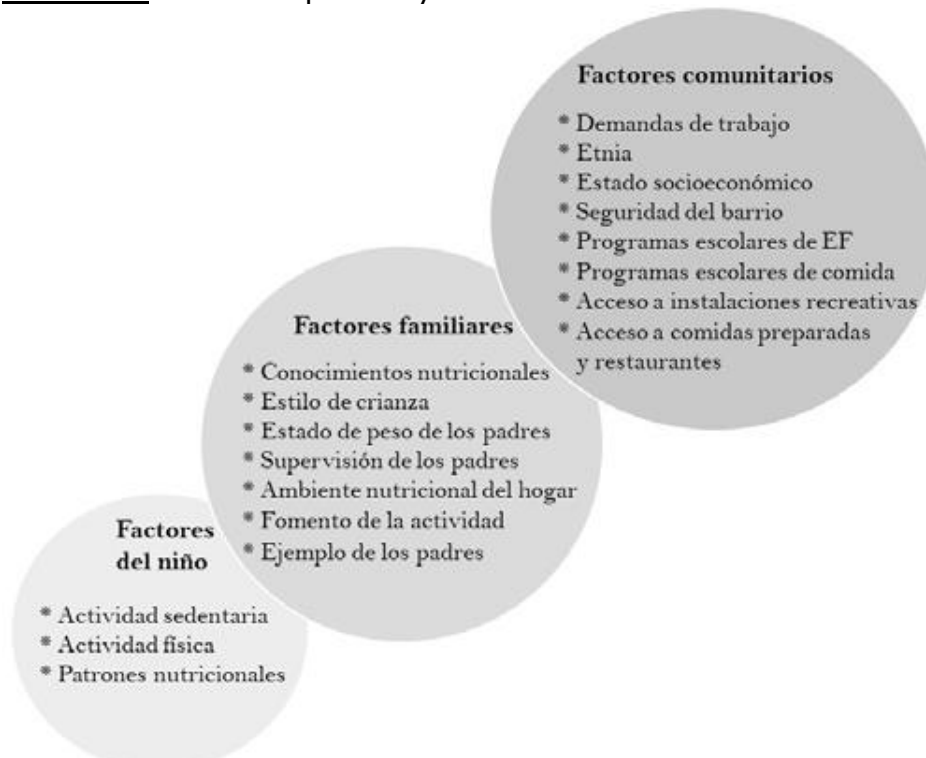 Factores comunitarios
* Demandas de trabajo
* Etnia
* Estado socioeconómico
* Seguridad del barrio
* Programas escolares de EF
* Programas escolares de comida
* Acceso a instalaciones recreativas
* Acceso a comidas preparadas
y restaurantes
Factores familiares
* Conocimientos nutricionales
* Estilo de crianza
* Estado de peso de los padres
* Supervisión de los padres
* Ambiente nutricional del hogar
* Fomento de la actividad
* Ejemplo de los padres
Factores
del niño
* Actividad sedentaria
* Actividad física
* Patrones nutricionales